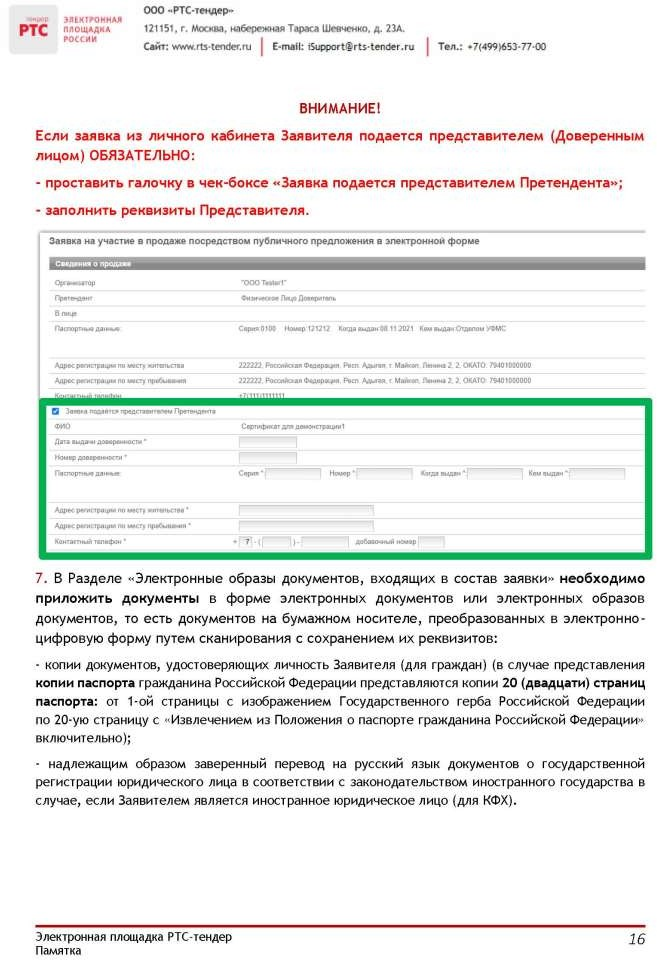 тендер
РТС
ЭЛЕКТРОННАЯ
ПЛОЩАДКА
РОССИИ
ООО «РТС-тендер»
121151, г. Москва, набережная Тараса Шевченко, д. 23А.
Сайт: www.rts-tender.ru | E-mail: iSupport@rts-tender.ru | Тел.: +7(499)653-77-00
ВНИМАНИЕ!
Если заявка из личного кабинета Заявителя подается представителем (Доверенным
лицом) ОБЯЗАТЕЛЬНО:
- проставить галочку в чек-боксе «Заявка подается представителем Претендента»;
- заполнить реквизиты Представителя.
Заявка на участие в продаже посредством публичного предложения в электронной форме
Сведения о продаже
Организатор "ООО Tester1"
Претендент Физическое Лицо Доверитель
В лице
Паспортные данные: Серия 0100 Номер:121212 Когда выдан 08.11.2021 Кем выдан:Отделом УФМС
Адрес регистрации по месту жительства 222222, Российская Федерация, Респ. Адыгея, г. Майкоп, Ленина 2, 2, ОКАТО: 79401000000
Адрес регистрации по месту пребывания 222222, Российская Федерация, Респ. Адыгея, г. Майкоп, Ленина 2, 2, ОКАТО: 79401000000
Контактный телефон +7(111)1111111
Заявка подаётся представителем Претендента
ФИО Сертификат для демонстрации1
Дата выдачи доверенности *
Номер доверенности *
Паспортные данные: Серия *: Номер *: Когда выдан *: Кем выдан *:
Адрес регистрации по месту жительства *
Адрес регистрации по месту пребывания *
Контактный телефон * + 7 - ( ) - добавочный номер
7. В Разделе «Электронные образы документов, входящих в состав заявки» необходимо
приложить документы в форме электронных документов или электронных образов
документов, то есть документов на бумажном носителе, преобразованных в электронно-
цифровую форму путем сканирования с сохранением их реквизитов:
- копии документов, удостоверяющих личность Заявителя (для граждан) (в случае представления
копии паспорта гражданина Российской Федерации представляются копии 20 (двадцати) страниц
паспорта: от 1-ой страницы с изображением Государственного герба Российской Федерации
по 20-ую страницу с «Извлечением из Положения о паспорте гражданина Российской Федерации»
включительно);
- надлежащим образом заверенный перевод на русский язык документов о государственной
регистрации юридического лица в соответствии с законодательством иностранного государства в
случае, если Заявителем является иностранное юридическое лицо (для КФХ).
Электронная площадка РТС-тендер 16
Памятка